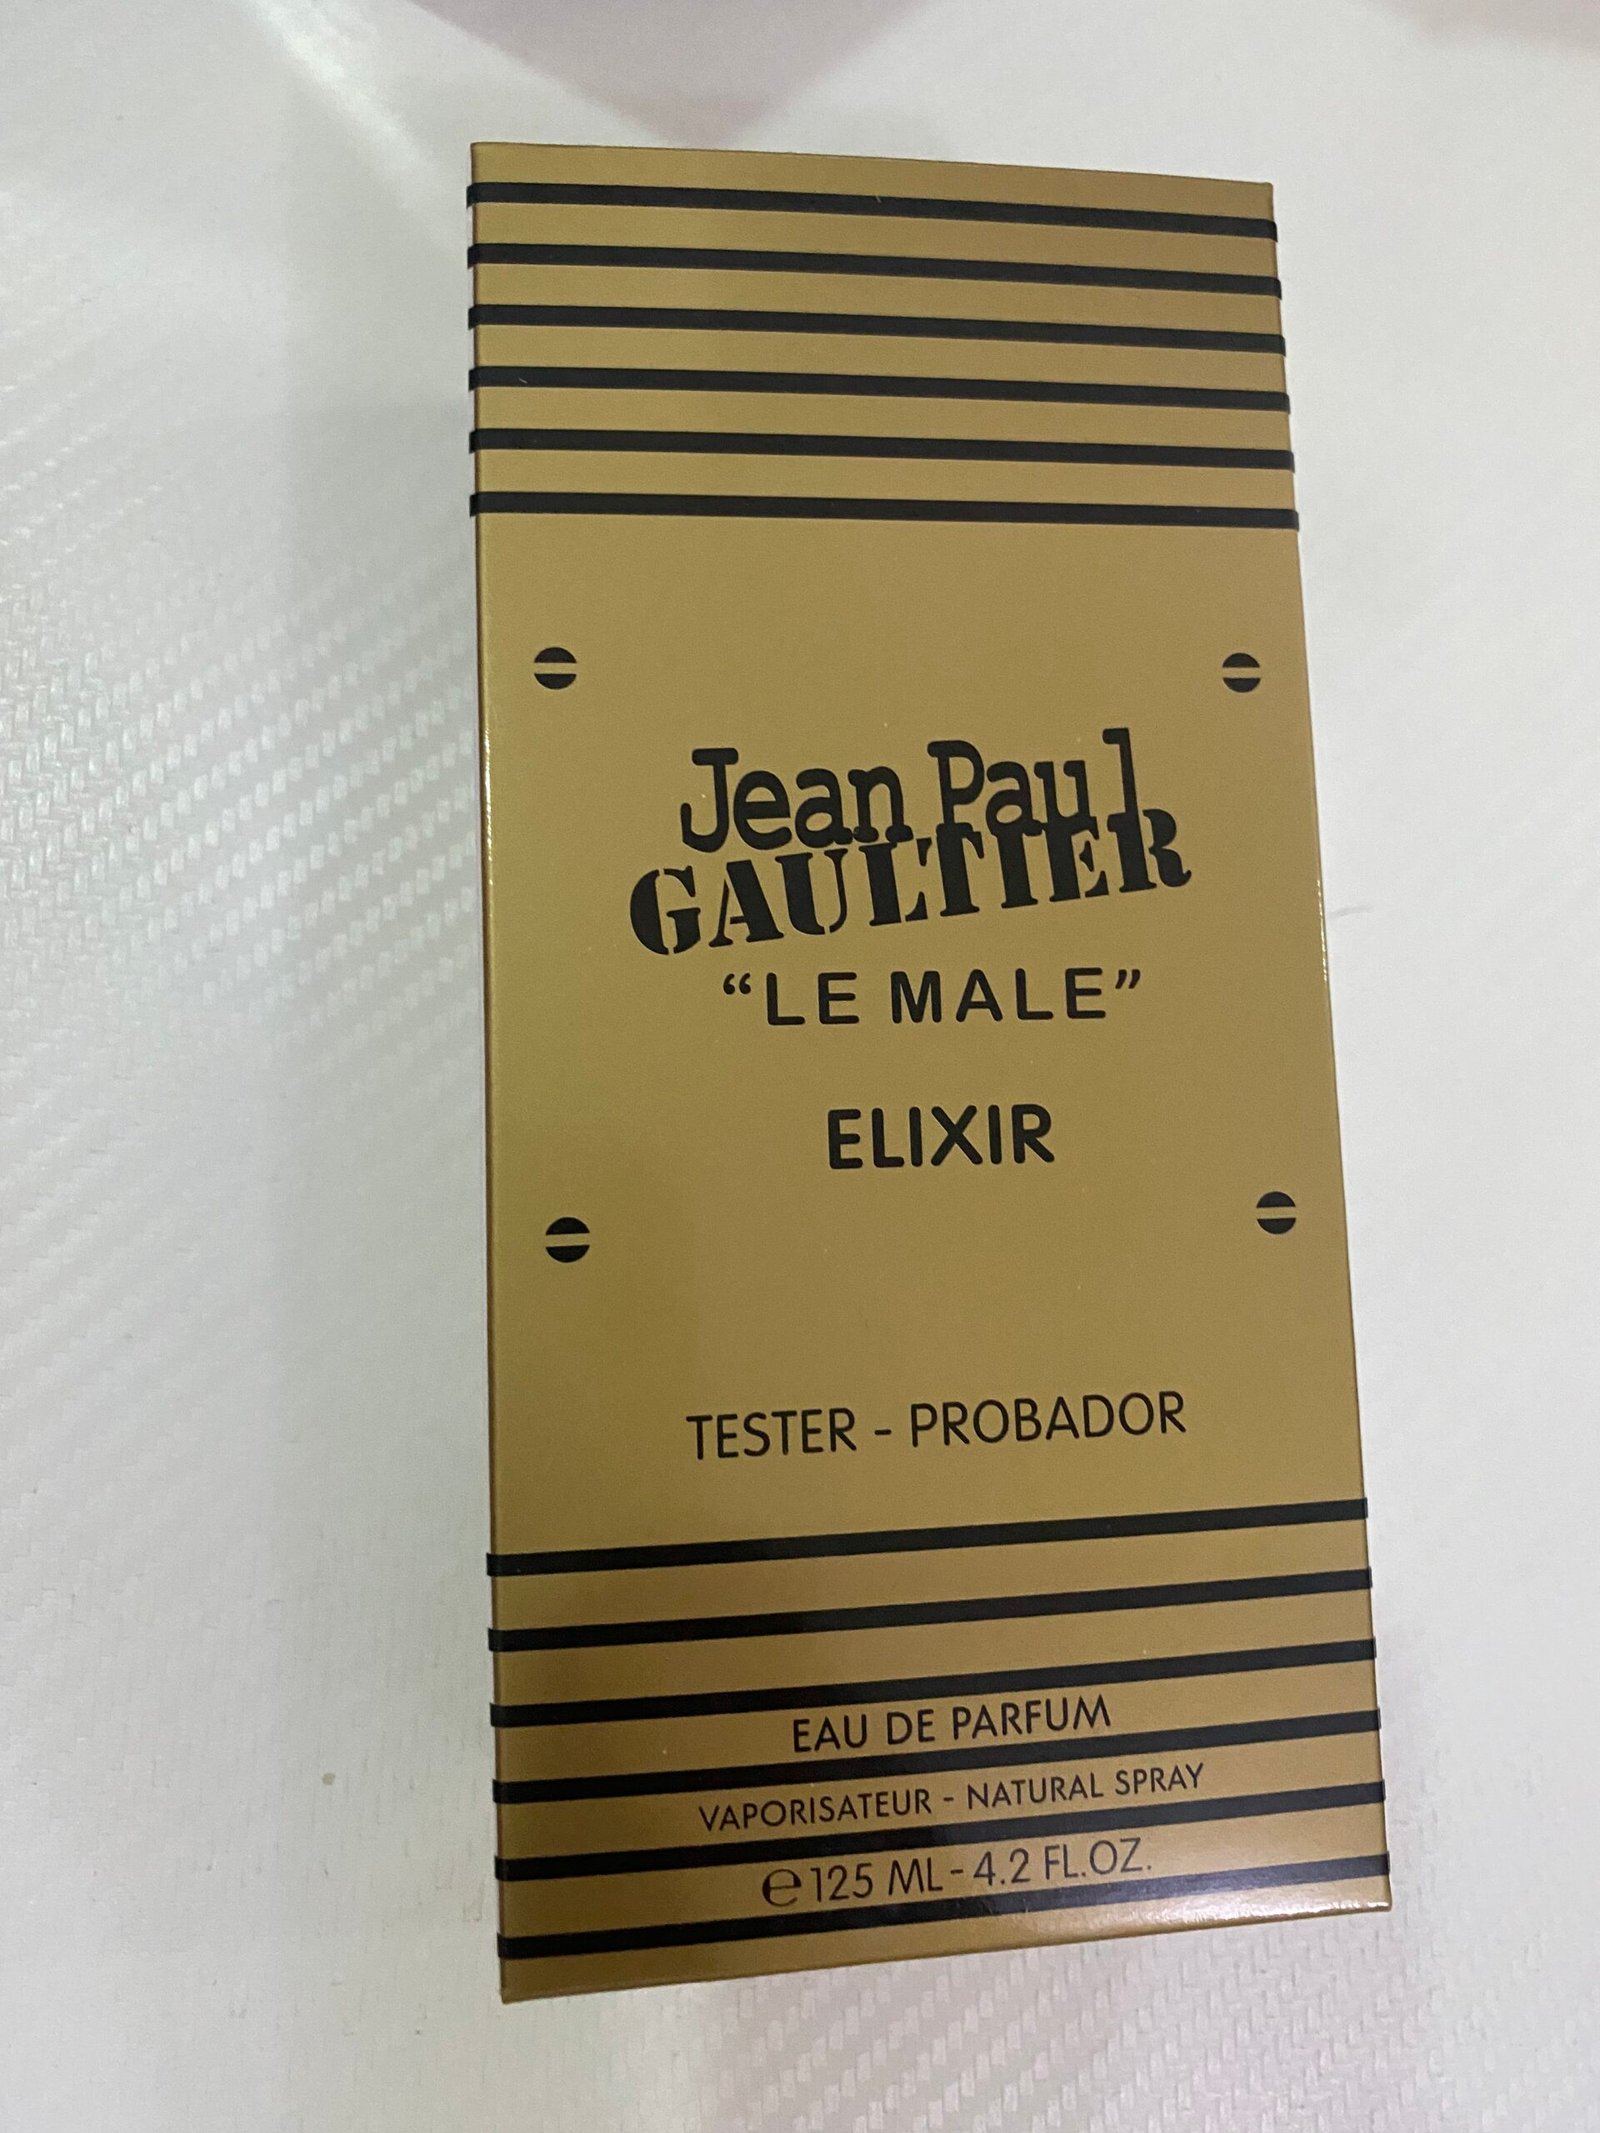 Jean Paul
GAULTIER
“LE MALE”
ELIXIR
TESTER - PROBADOR
EAU DE PARFUM
VAPORISATEUR - NATURAL SPRAY
℮ 125 ML - 4.2 FL.OZ.